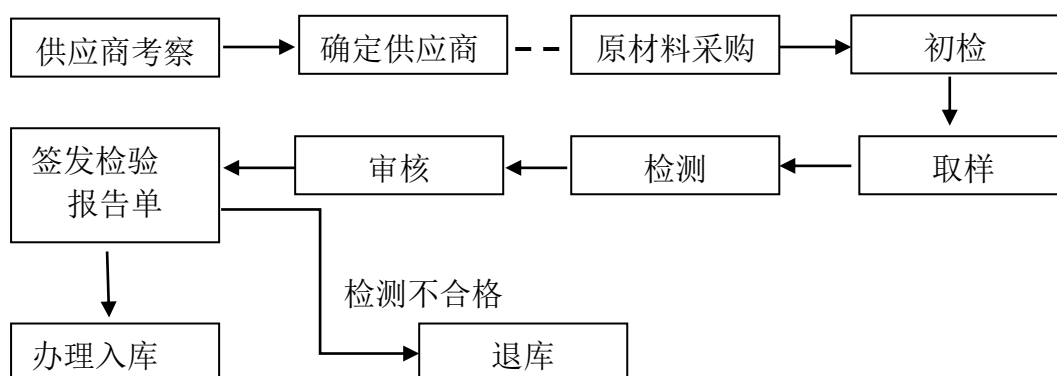 供应商考察
确定供应商
原材料采购
初检
签发检验
报告单
审核
检测
取样
检测不合格
办理入库
退库